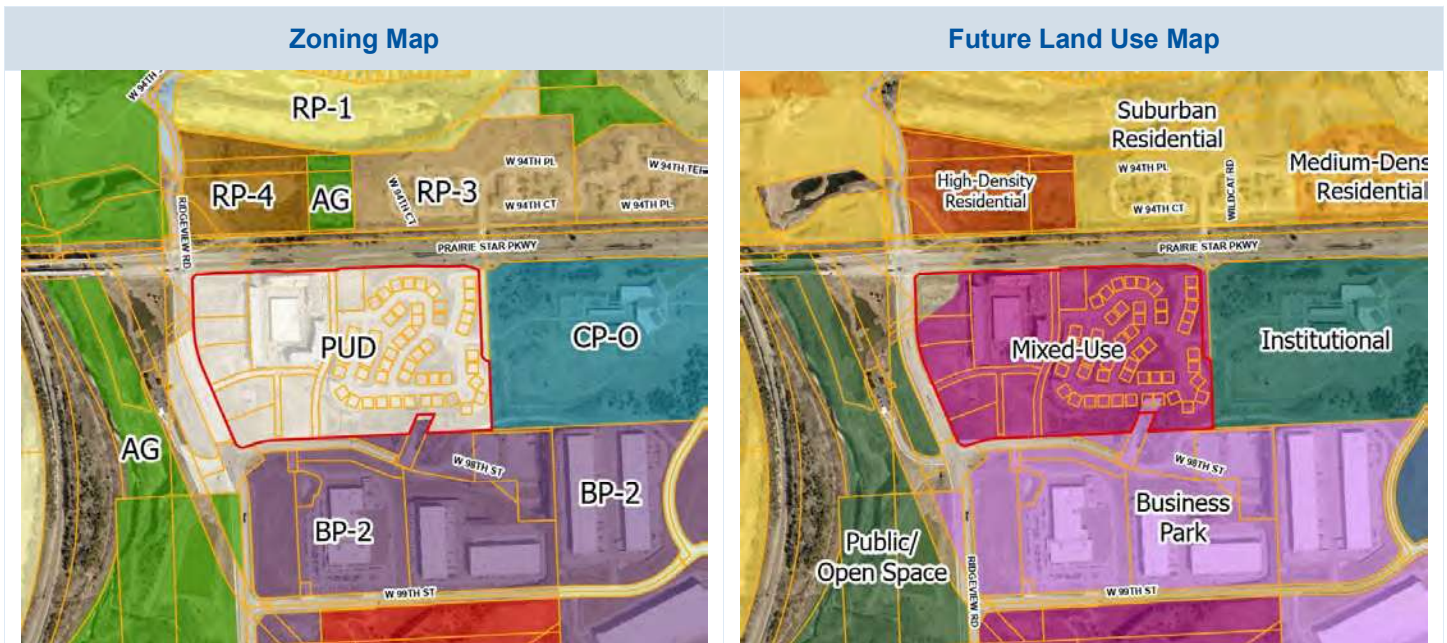 Zoning Map
Future Land Use Map
W 94TH
RP-1
RP-4
AG
RP-3
W 94TH PL
W 94TH CT
W 94TH CT
W 94TH TER
W 94TH PL
RIDGEVIEW RD
PRAIRIE STAR PKWY
PUD
CP-O
AG
W 98TH ST
BP-2
BP-2
W 99TH ST
Suburban
Residential
High-Density
Residential
W 94TH PL
W 94TH CT
WILDCAT RD
Medium-Dens
Residential
PRAIRIE STAR PKWY
Mixed-Use
Institutional
W 98TH ST
Business
Park
Public/
Open Space
RIDGEVIEW RD
W 99TH ST